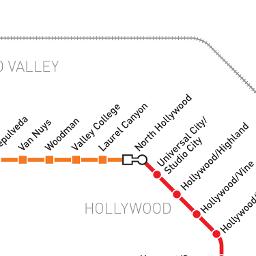 VALLEY
Van Nuys
Woodman
Valley College
Laurel Canyon
North Hollywood
Universal City/
Studio City
Hollywood/Highland
Hollywood/Vine
Hollywood/
HOLLYWOOD